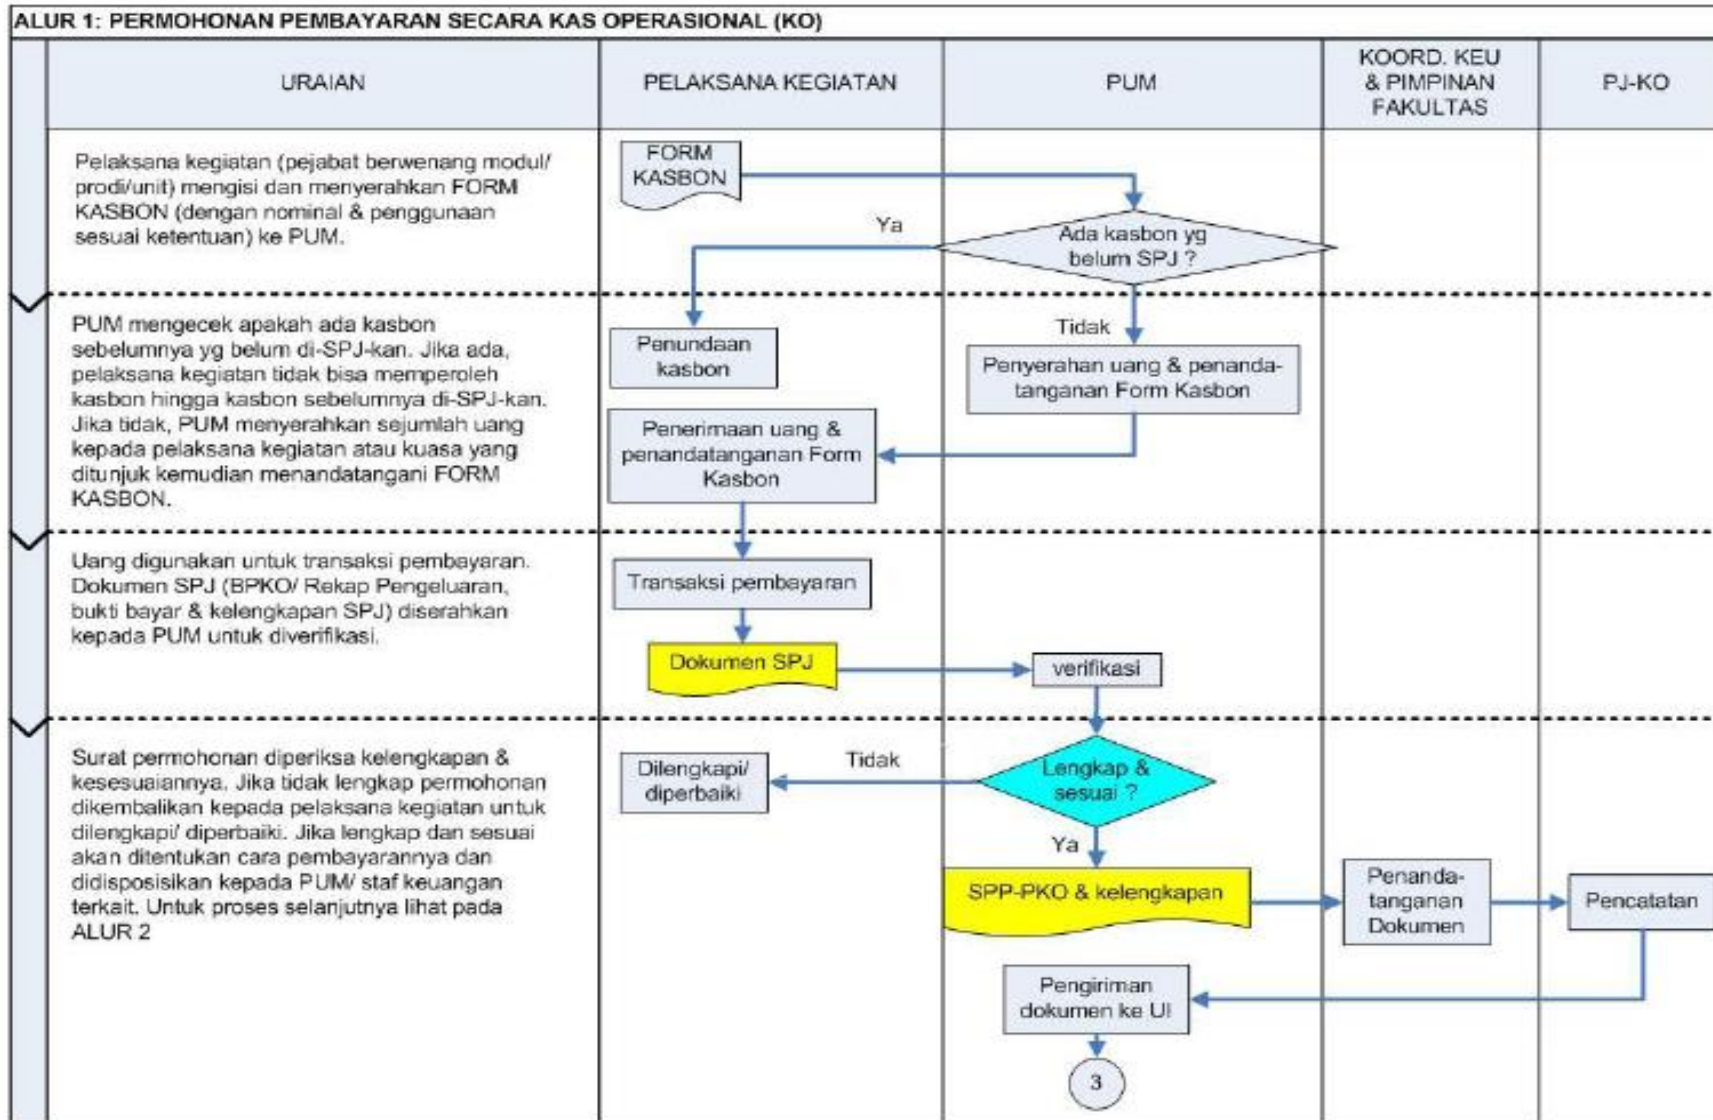 ALUR 1: PERMOHONAN PEMBAYARAN SECARA KAS OPERASIONAL (KO)
URAIAN
PELAKSANA KEGIATAN
PUM
KOORD. KEU
& PIMPINAN
FAKULTAS
PJ-KO
Pelaksana kegiatan (pejabat berwenang modul/
prodi/unit) mengisi dan menyerahkan FORM
KASBON (dengan nominal & penggunaan
sesuai ketentuan) ke PUM.
FORM
KASBON
Ya
Ada kasbon yg
belum SPJ ?
PUM mengecek apakah ada kasbon
sebelumnya yg belum di-SPJ-kan. Jika ada,
pelaksana kegiatan tidak bisa memperoleh
kasbon hingga kasbon sebelumnya di-SPJ-kan.
Jika tidak, PUM menyerahkan sejumlah uang
kepada pelaksana kegiatan atau kuasa yang
ditunjuk kemudian menandatangani FORM
KASBON.
Penundaan
kasbon
Tidak
Penyerahan uang & penanda-
tanganan Form Kasbon
Penerimaan uang &
penandatanganan Form
Kasbon
Uang digunakan untuk transaksi pembayaran.
Dokumen SPJ (BPKO/ Rekap Pengeluaran,
bukti bayar & kelengkapan SPJ) diserahkan
kepada PUM untuk diverifikasi.
Transaksi pembayaran
Dokumen SPJ
verifikasi
Surat permohonan diperiksa kelengkapan &
kesesuaiannya. Jika tidak lengkap permohonan
dikembalikan kepada pelaksana kegiatan untuk
dilengkapi/ diperbaiki. Jika lengkap dan sesuai
akan ditentukan cara pembayarannya dan
didisposisikan kepada PUM/ staf keuangan
terkait. Untuk proses selanjutnya lihat pada
ALUR 2
Dilengkapi/
diperbaiki
Tidak
Lengkap &
sesuai ?
Ya
SPP-PKO & kelengkapan
Penanda-
tanganan
Dokumen
Pencatatan
Pengiriman
dokumen ke UI
3